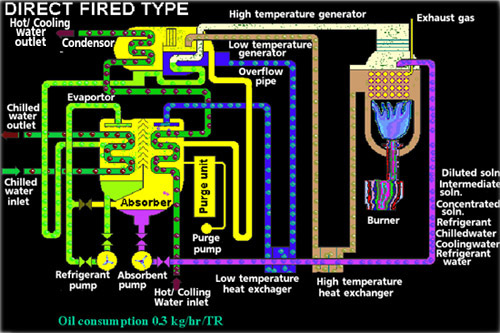 DIRECT FIRED TYPE
Hot/ Cooling
water
outlet
Condensor
High temperature generator
Exhaust gas
Low temperature
generator
Overflow
pipe
Evaportor
Chilled
water
outlet
Chilled
water
inlet
Purge unit
Absorber
Purge
pump
Burner
Diluted soln
Intermediate
soln.
Concentrated
soln.
Refrigerant
Chilledwater
Coolingwater
Refrigerant
water
Refrigerant
pump
Absorbent
pump
Hot/ Colling
Water inlet
Low temperature
heat exchager
High temperature
heat exkanger
Oil consumption 0.3 kg/hr/TR